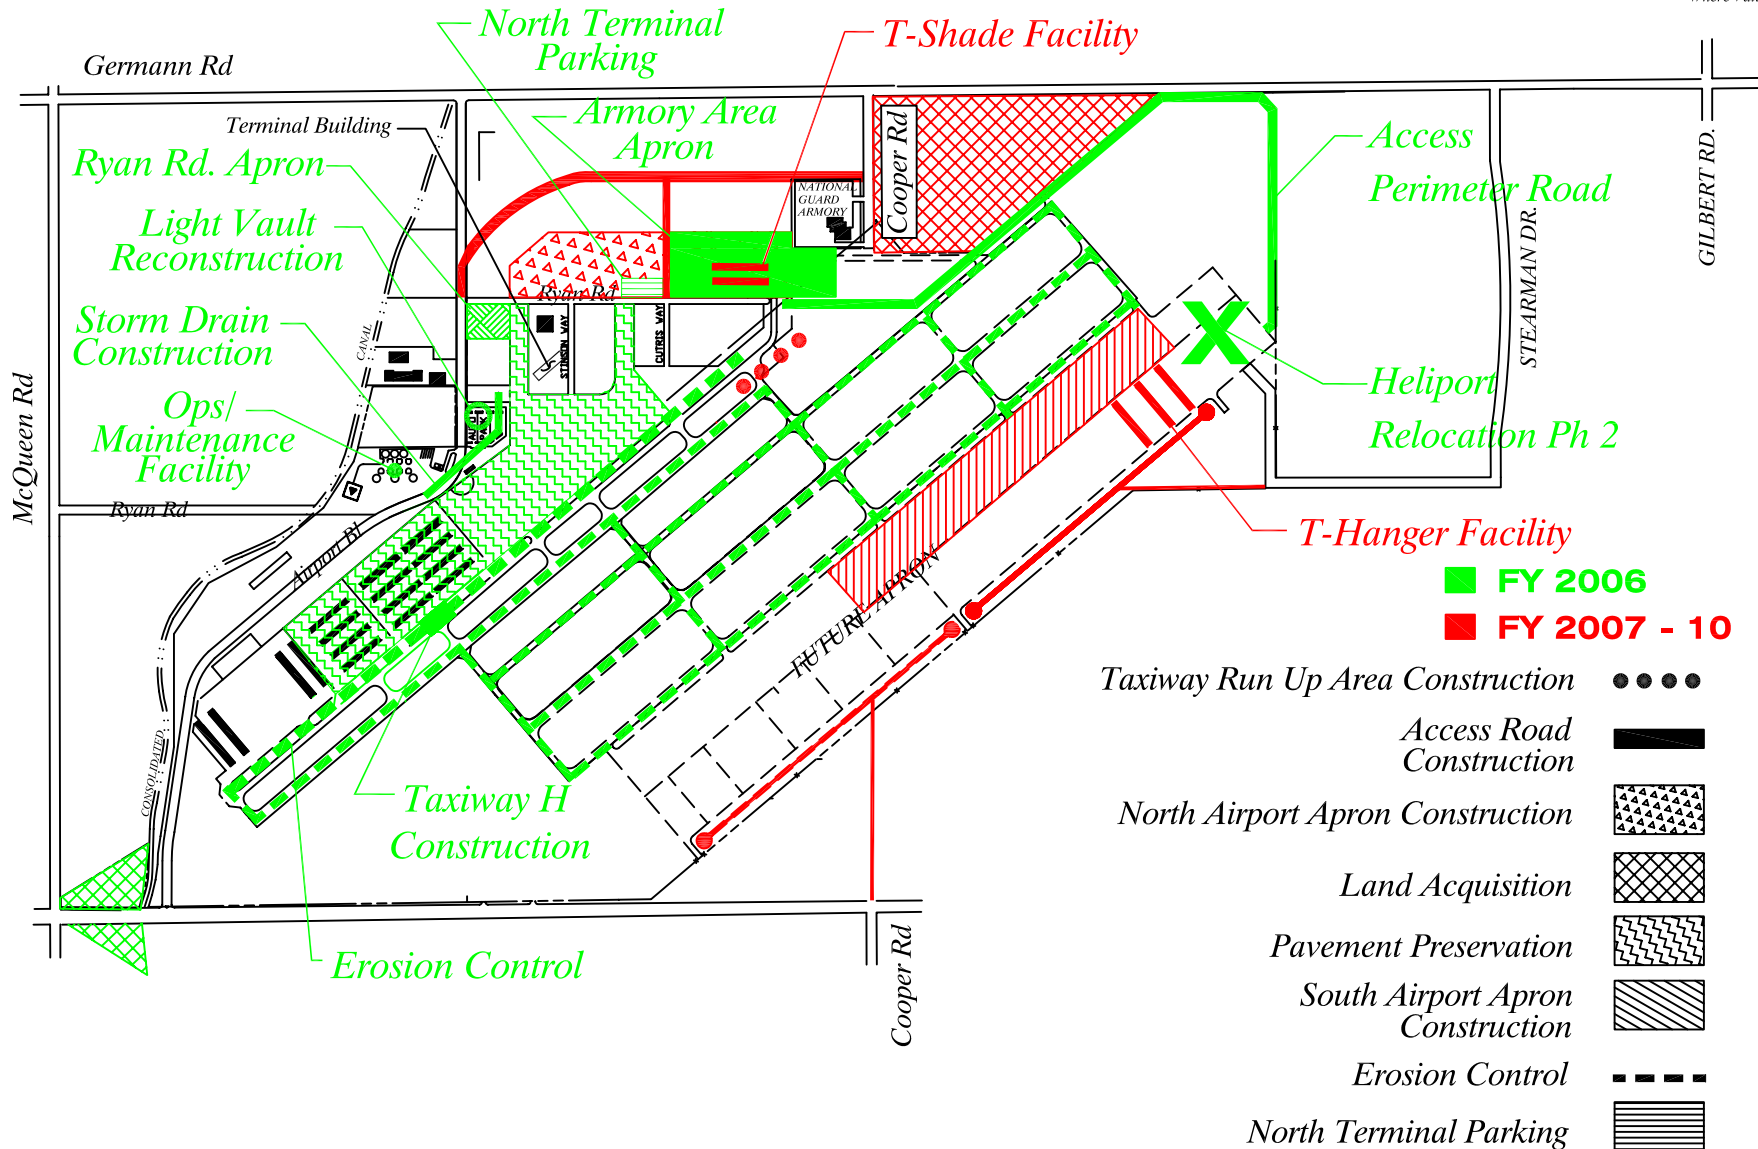 North Terminal
Parking
T-Shade Facility
Germann Rd
Armory Area
Apron
Terminal Building
Cooper Rd
Access
Perimeter Road
GILBERT RD.
Ryan Rd. Apron
NATIONAL
GUARD
ARMORY
Light Vault
Reconstruction
STEARMAN DR.
Ryan Rd
Storm Drain
Construction
CANAL
STINSON WAY
CUTRIS WAY
Heliport
Relocation Ph 2
McQueen Rd
Ops/
Maintenance
Facility
Ryan Rd
Airport Bl
T-Hanger Facility
FUTURE APRON
FY 2006
FY 2007 - 10
Taxiway Run Up Area Construction
Access Road
Construction
CONSOLIDATED
Taxiway H
Construction
North Airport Apron Construction
Land Acquisition
Erosion Control
Cooper Rd
Pavement Preservation
South Airport Apron
Construction
Erosion Control
North Terminal Parking